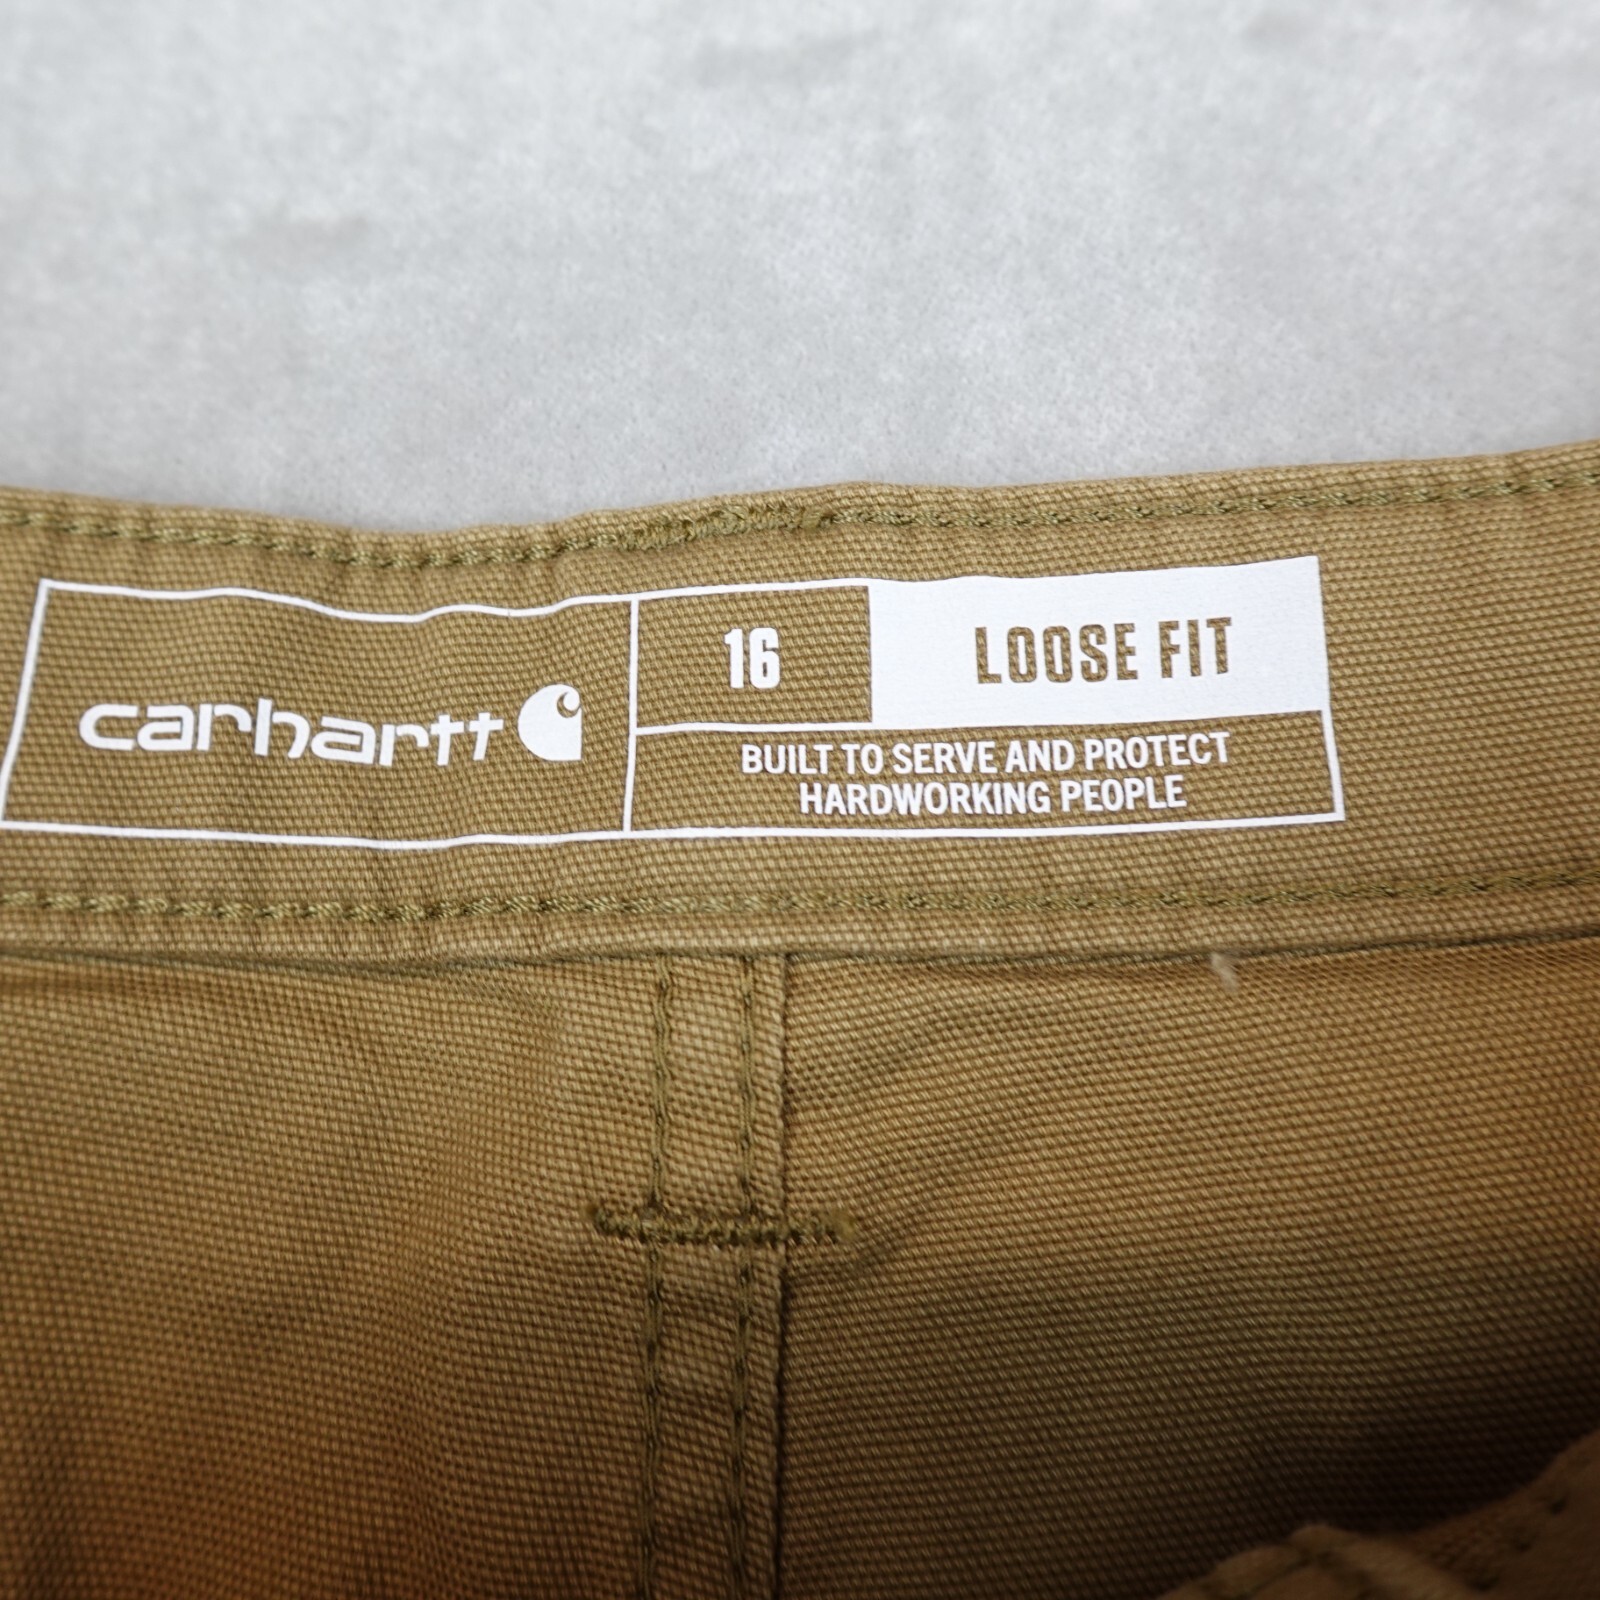 carhartt
16
LOOSE FIT
BUILT TO SERVE AND PROTECT
HARDWORKING PEOPLE